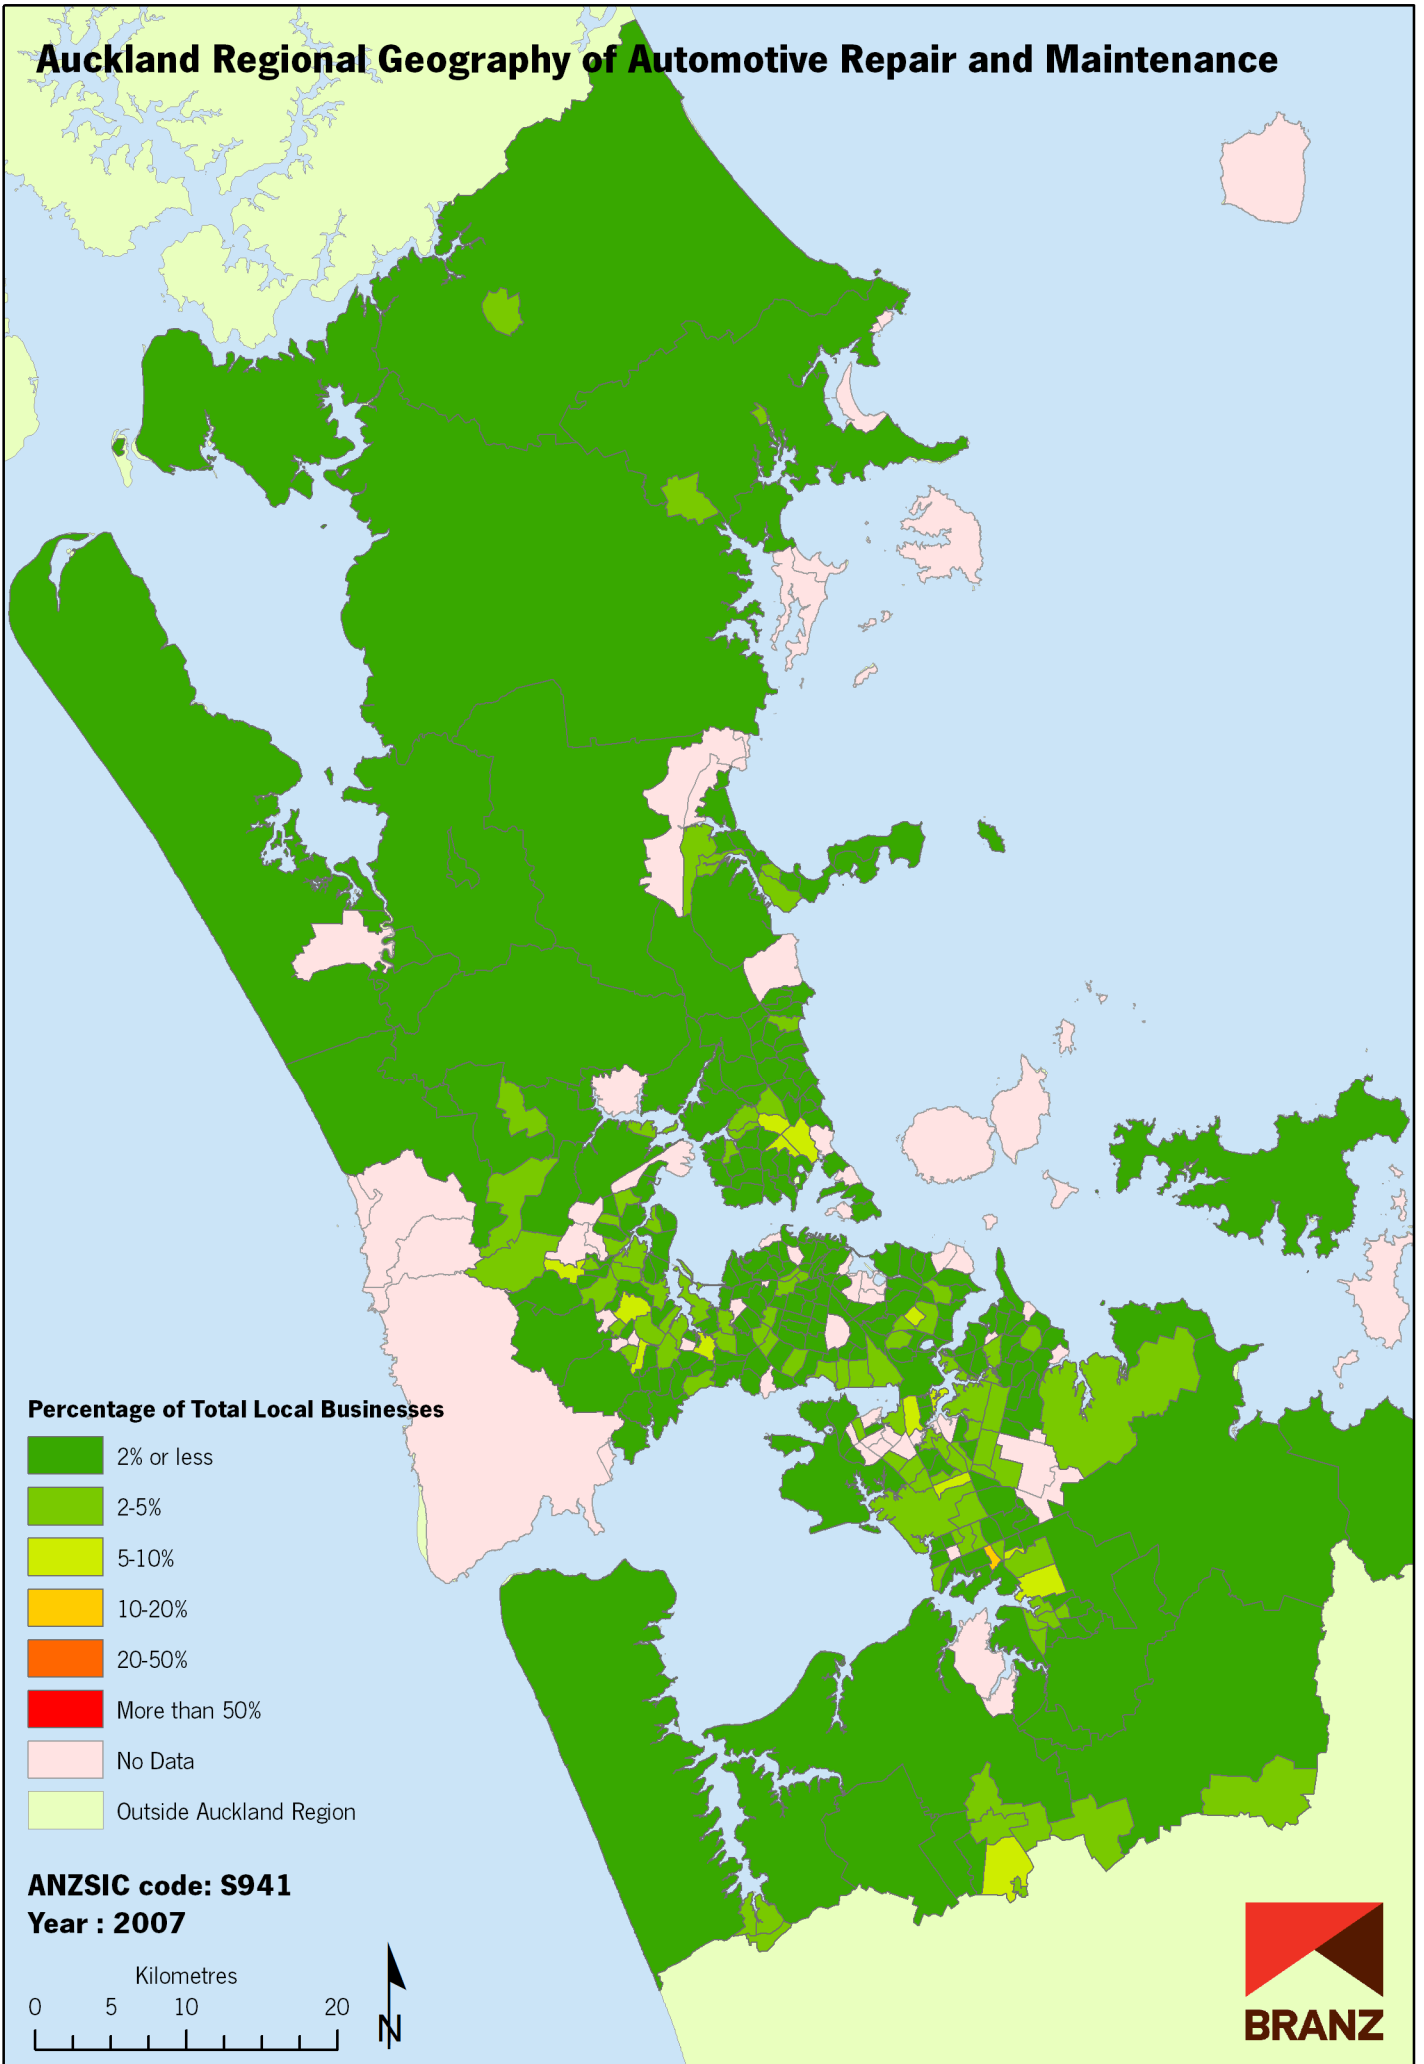 Auckland Regional Geography of Automotive Repair and Maintenance
Percentage of Total Local Businesses
2% or less
2-5%
5-10%
10-20%
20-50%
More than 50%
No Data
Outside Auckland Region
ANZSIC code: S941
Year : 2007
Kilometres
0 5 10 20
N
BRANZ